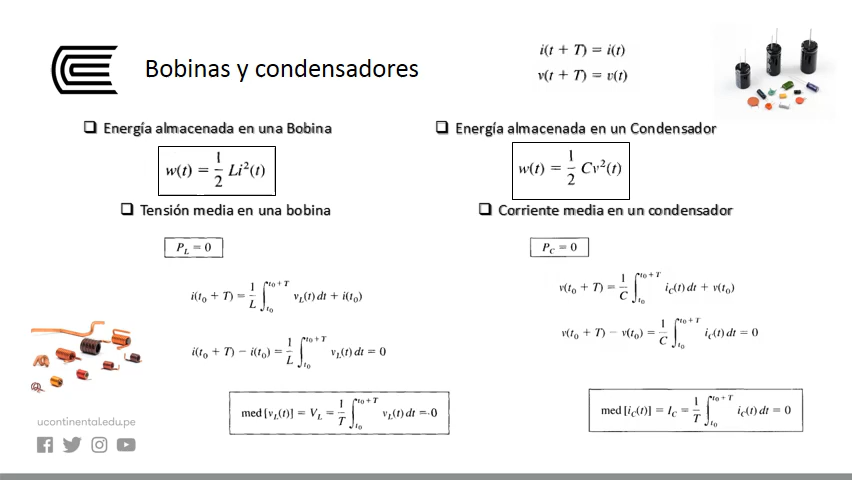 Bobinas y condensadores
i(t + T) = i(t)
v(t + T) = v(t)
❑ Energía almacenada en una Bobina
w(t) = 1/2 Li²(t)
❑ Tensión media en una bobina
P_L = 0
i(t₀ + T) = 1/L ∫_{t₀}^{t₀+T} v_L(t) dt + i(t₀)
i(t₀ + T) − i(t₀) = 1/L ∫_{t₀}^{t₀+T} v_L(t) dt = 0
med [v_L(t)] = V_L = 1/T ∫_{t₀}^{t₀+T} v_L(t) dt = 0
❑ Energía almacenada en un Condensador
w(t) = 1/2 Cv²(t)
❑ Corriente media en un condensador
P_C = 0
v(t₀ + T) = 1/C ∫_{t₀}^{t₀+T} i_C(t) dt + v(t₀)
v(t₀ + T) − v(t₀) = 1/C ∫_{t₀}^{t₀+T} i_C(t) dt = 0
med [i_C(t)] = I_C = 1/T ∫_{t₀}^{t₀+T} i_C(t) dt = 0
ucontinental.edu.pe